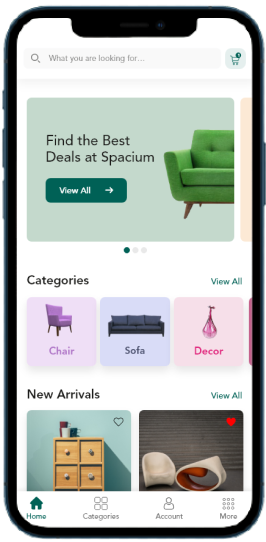 What you are looking for...
Find the Best
Deals at Spacium
View All
Categories
View All
Chair
Sofa
Decor
New Arrivals
View All
Home
Categories
Account
More